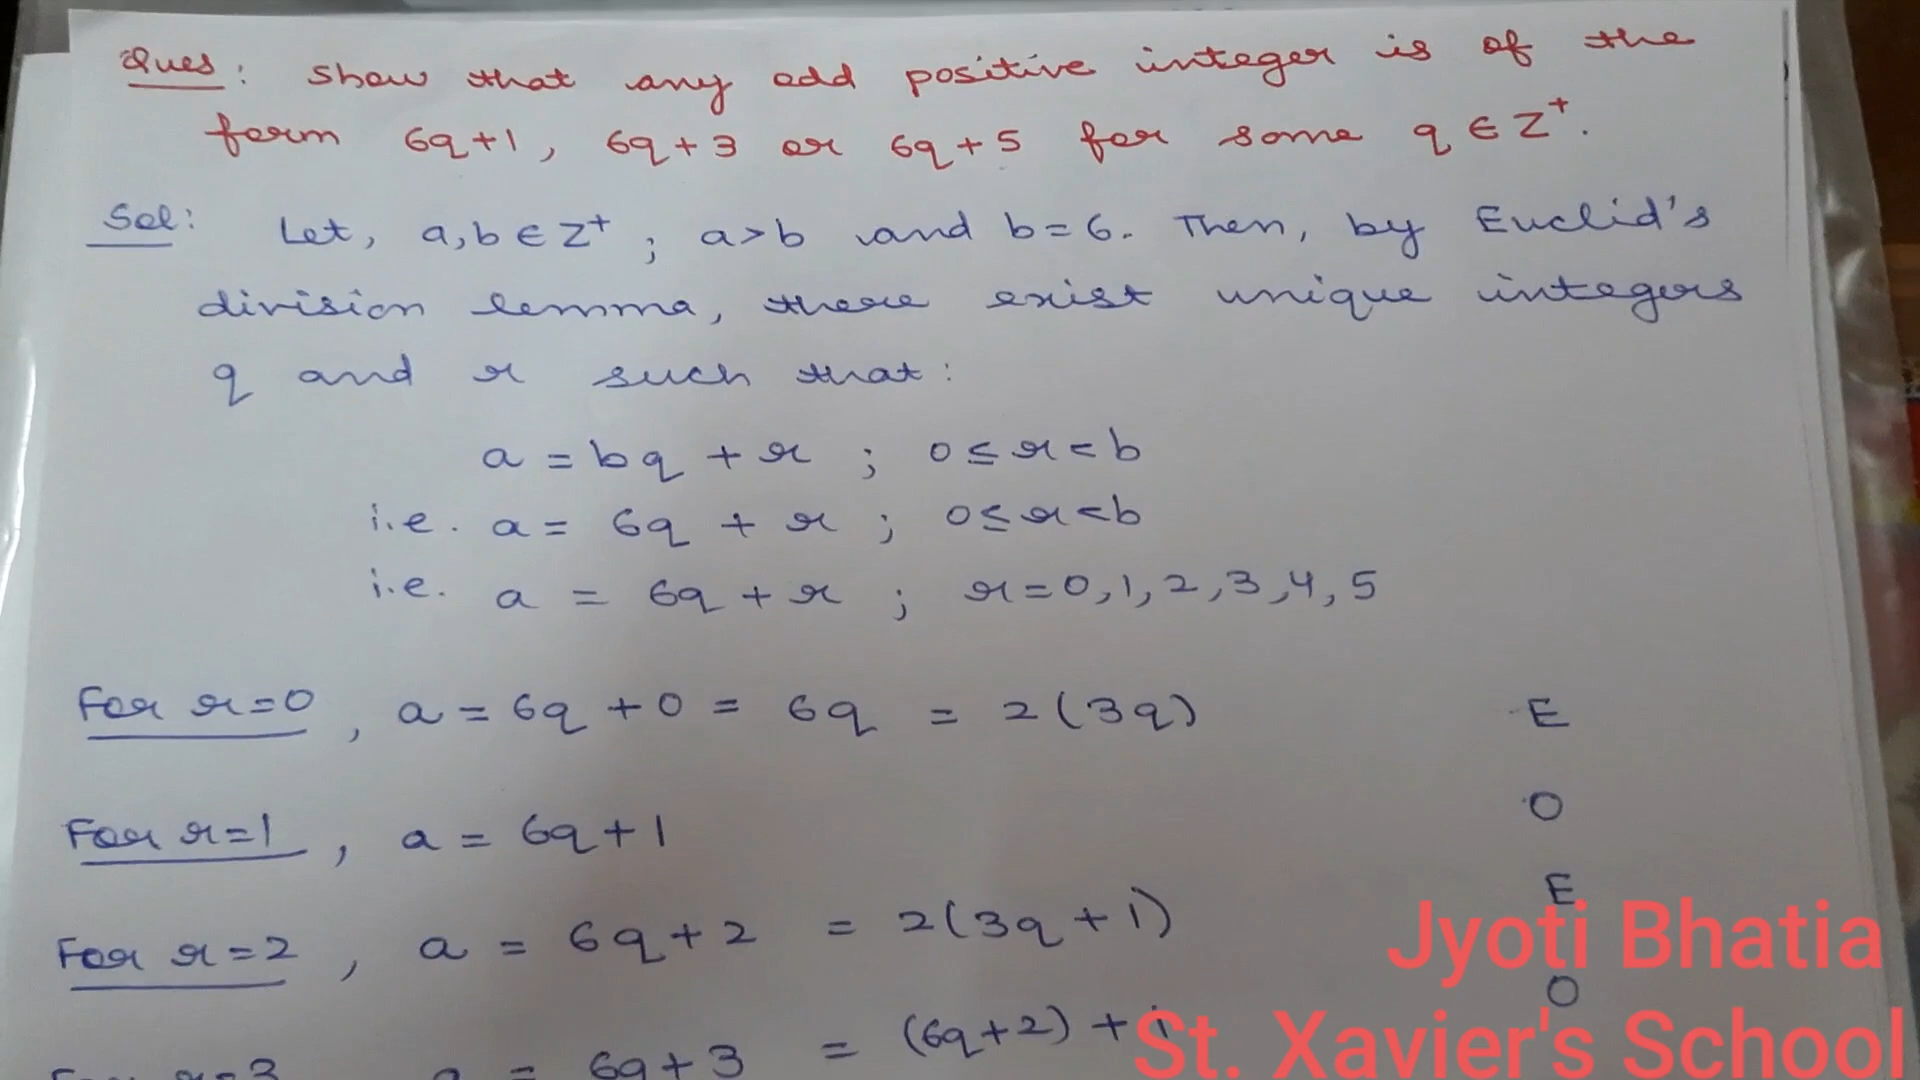 Ques: Show that any odd positive integer is of the
form 6q+1, 6q+3 or 6q+5 for some q ∈ Z⁺.
Sol: Let, a,b ∈ Z⁺ ; a>b and b=6. Then, by Euclid's
division lemma, there exist unique integers
q and r such that:
a = bq + r ; 0≤r<b
i.e. a = 6q + r ; 0≤r<b
i.e. a = 6q + r ; r=0,1,2,3,4,5
For r=0, a = 6q + 0 = 6q = 2(3q) E
For r=1, a = 6q+1 O
For r=2, a = 6q+2 = 2(3q+1) E
For r=3 a = 6q+3 = (6q+2) + 1 O
Jyoti Bhatia
St. Xavier's School